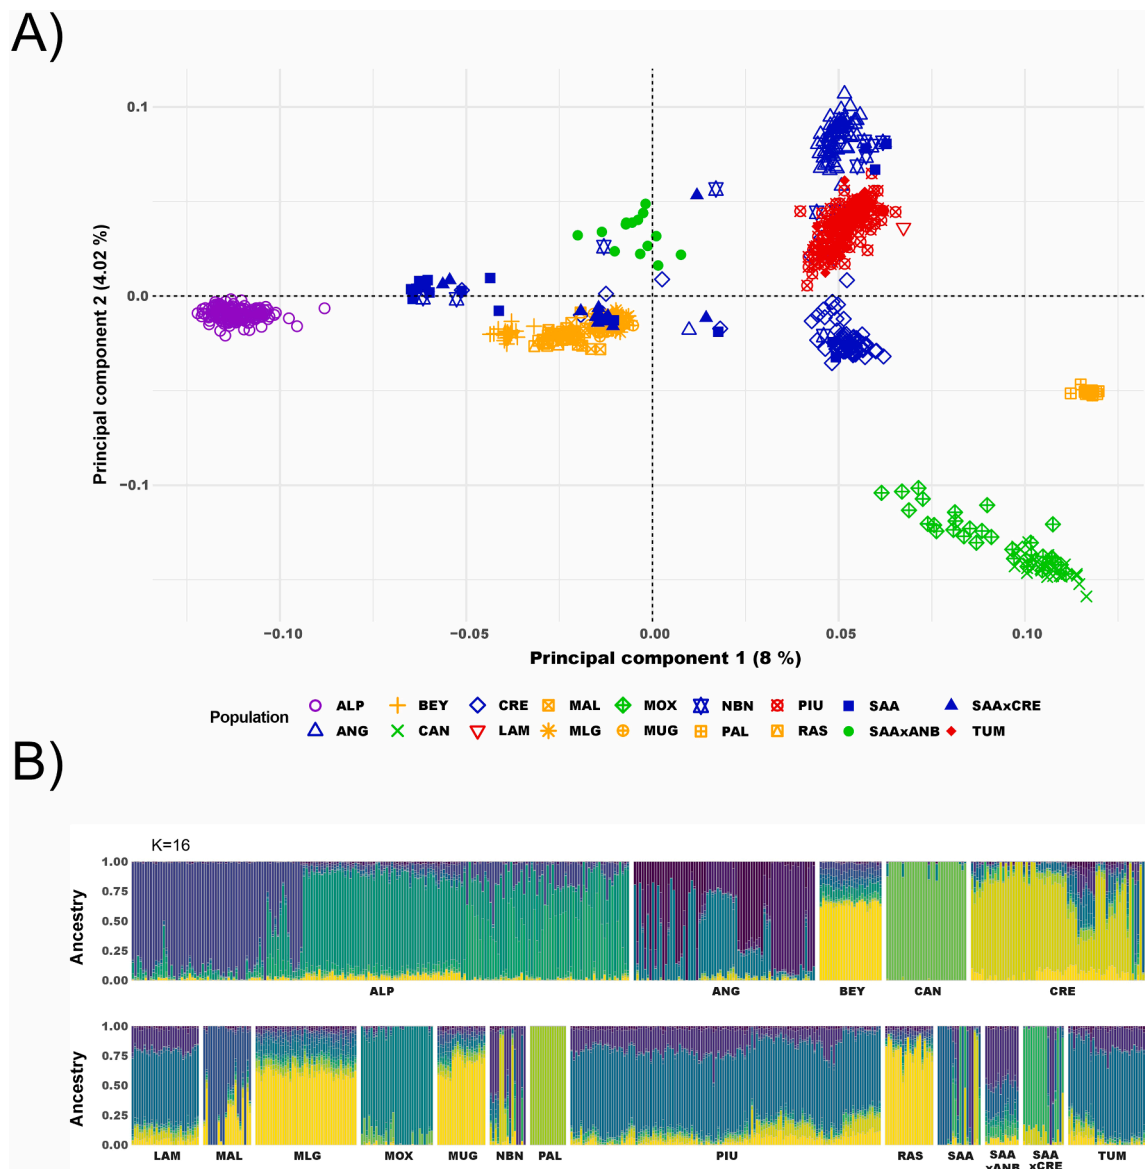 A)
0.1
0.0
−0.1
Principal component 2 (4.02 %)
−0.10 −0.05 0.00 0.05 0.10
Principal component 1 (8 %)
Population
ALP BEY CRE MAL MOX NBN PIU SAA SAAxCRE
ANG CAN LAM MLG MUG PAL RAS SAAxANB TUM
B)
K=16
1.00
0.75
0.50
0.25
0.00
Ancestry
ALP ANG BEY CAN CRE
1.00
0.75
0.50
0.25
0.00
Ancestry
LAM MAL MLG MOX MUG NBN PAL PIU RAS SAA SAA SAA TUM
xANB xCRE